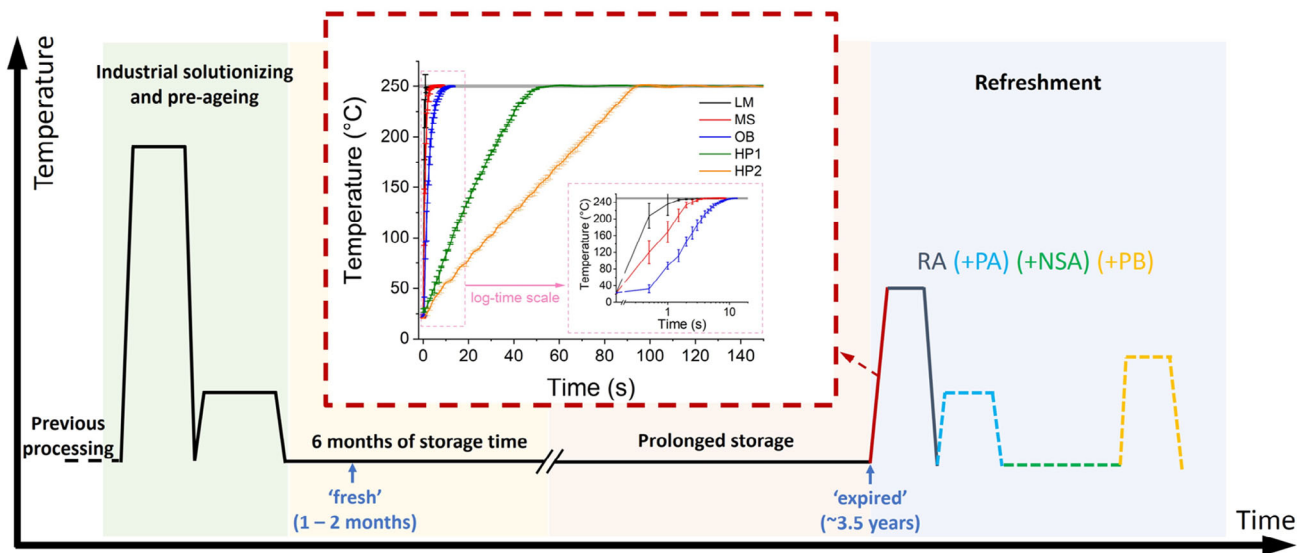 Temperature
Industrial solutionizing
and pre-ageing
Previous
processing
6 months of storage time
'fresh'
(1 – 2 months)
Temperature (°C)
250
200
150
100
50
0
0
20
40
60
80
100
120
140
Time (s)
LM
MS
OB
HP1
HP2
log-time scale
Temperature (°C)
240
200
160
120
80
40
0
1
10
Time (s)
Prolonged storage
'expired'
(~3.5 years)
Refreshment
RA (+PA) (+NSA) (+PB)
Time